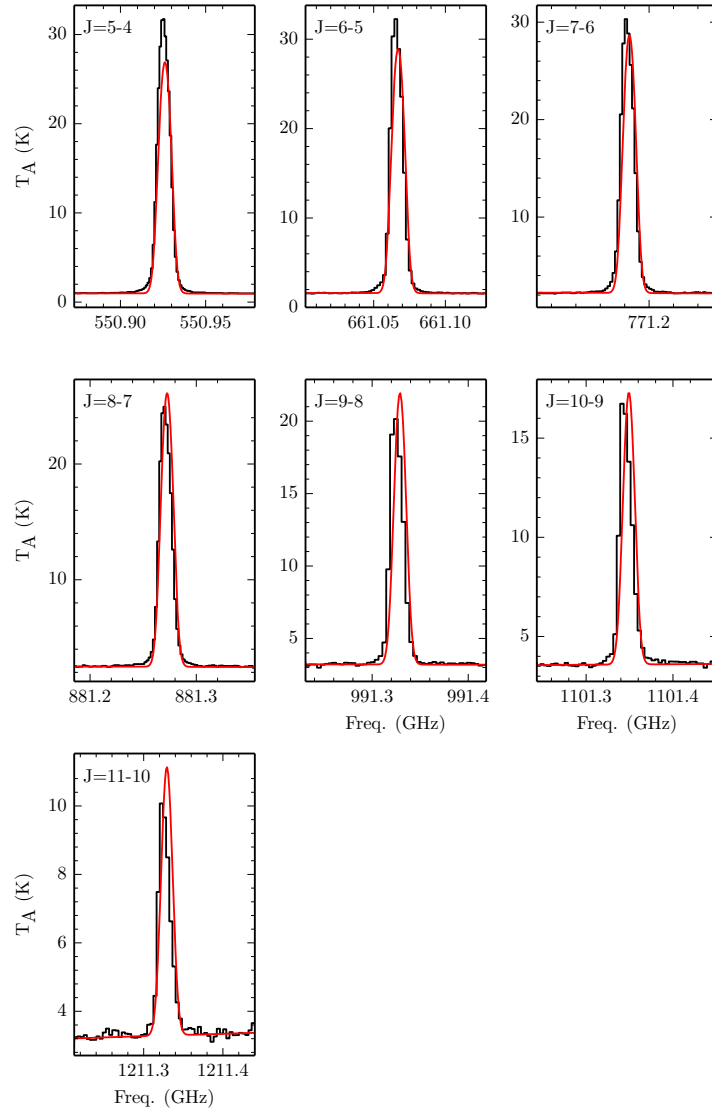 J=5-4
J=6-5
J=7-6
T_A (K)
30
20
10
0
30
20
10
0
30
20
10
550.90 550.95
661.05 661.10
771.2
J=8-7
J=9-8
J=10-9
T_A (K)
20
10
20
15
10
5
15
10
5
881.2 881.3
991.3 991.4
1101.3 1101.4
Freq. (GHz)
Freq. (GHz)
J=11-10
T_A (K)
10
8
6
4
1211.3 1211.4
Freq. (GHz)